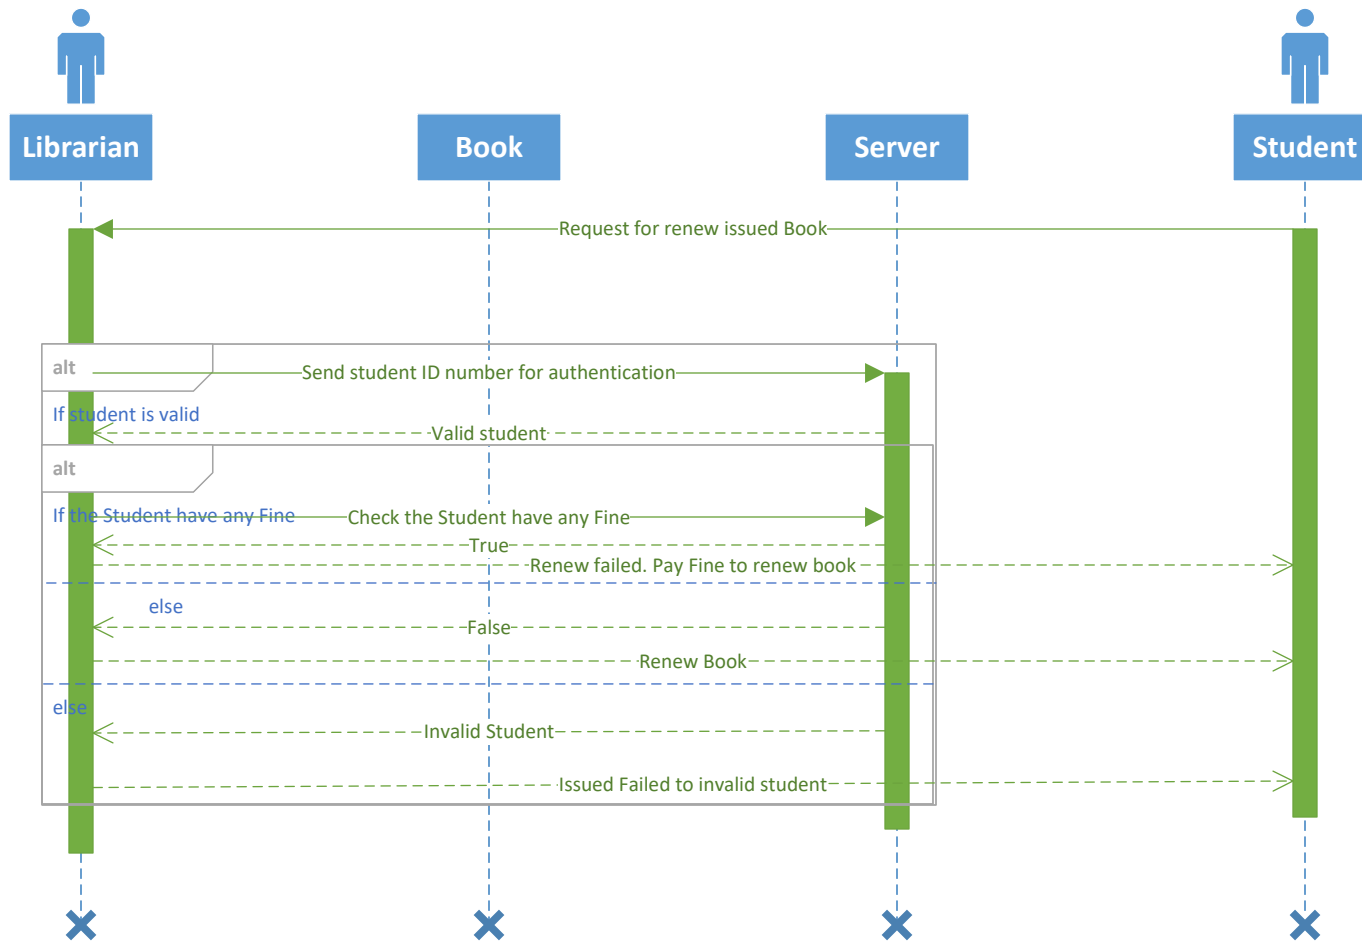 Librarian
Book
Server
Student
Request for renew issued Book
alt
Send student ID number for authentication
If student is valid
Valid student
alt
If the Student have any Fine
Check the Student have any Fine
True
Renew failed. Pay Fine to renew book
else
False
Renew Book
else
Invalid Student
Issued Failed to invalid student